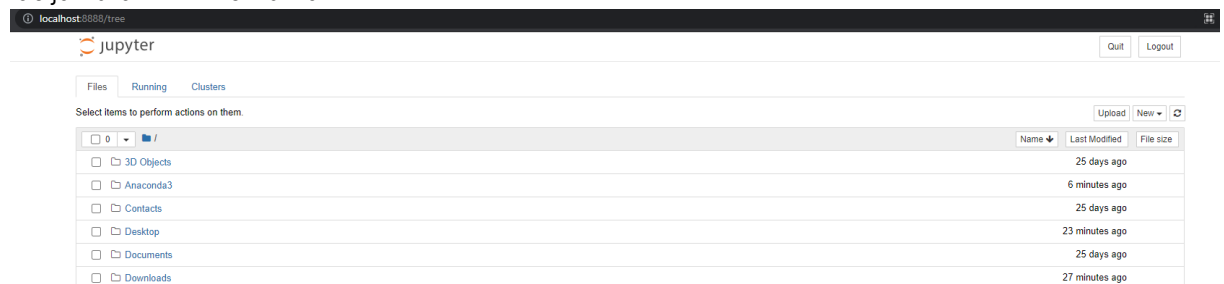 localhost:8888/tree
jupyter
Quit Logout
Files Running Clusters
Select items to perform actions on them.
Upload New
0 / Name Last Modified File size
3D Objects 25 days ago
Anaconda3 6 minutes ago
Contacts 25 days ago
Desktop 23 minutes ago
Documents 25 days ago
Downloads 27 minutes ago